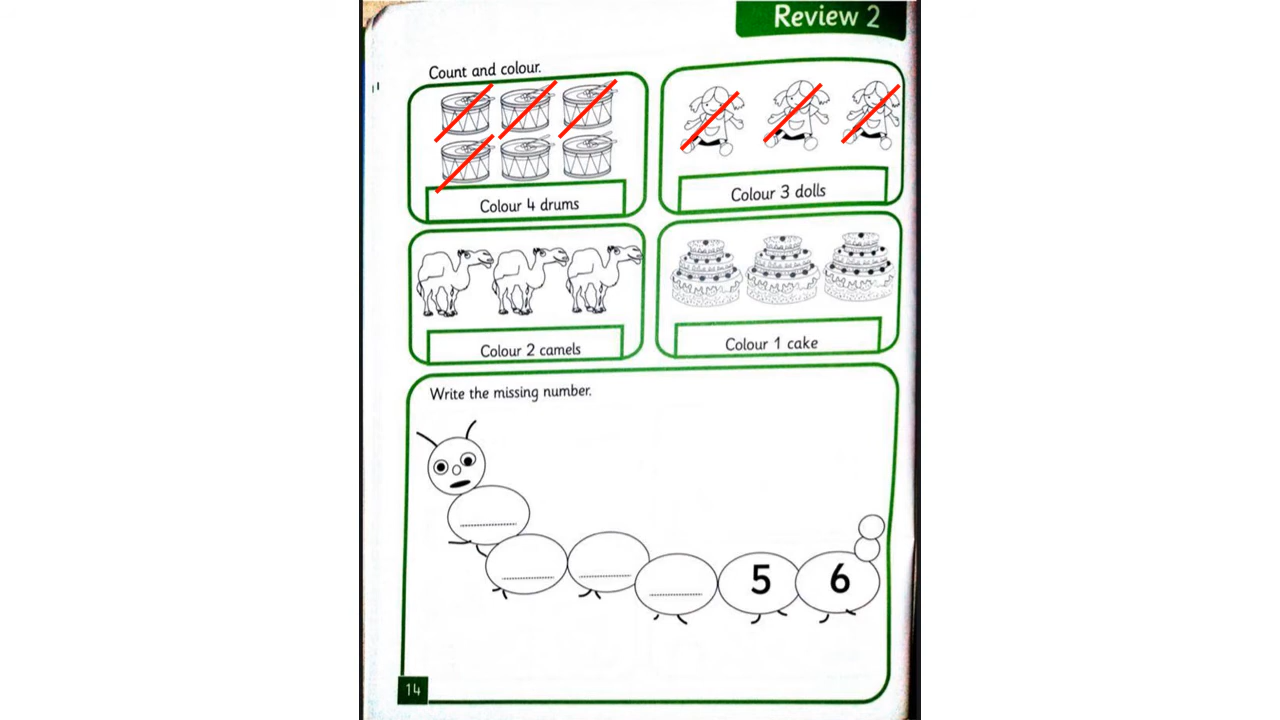 Review 2
Count and colour.
Colour 4 drums
Colour 3 dolls
Colour 2 camels
Colour 1 cake
Write the missing number.
5
6
14